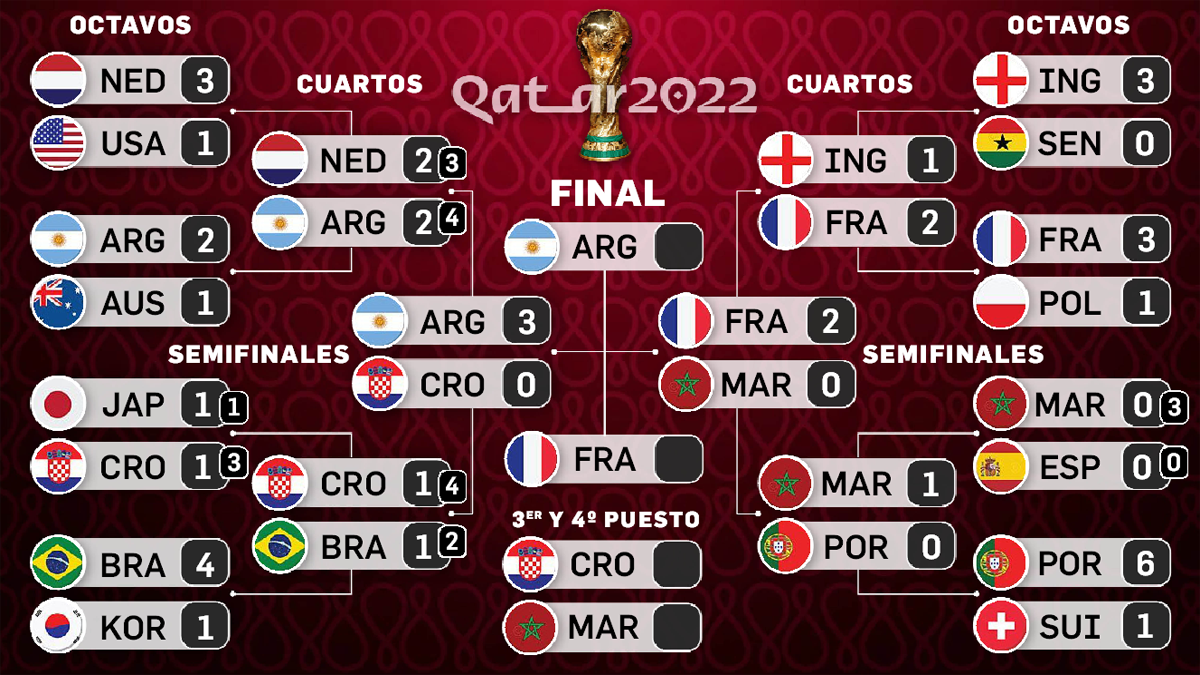 OCTAVOS
NED 3
USA 1
ARG 2
AUS 1
JAP 1 1
CRO 1 3
BRA 4
KOR 1
CUARTOS
NED 2 3
ARG 2 4
CRO 1 4
BRA 1 2
SEMIFINALES
ARG 3
CRO 0
Qatar2022
FINAL
ARG
FRA
3ER Y 4º PUESTO
CRO
MAR
SEMIFINALES
FRA 2
MAR 0
CUARTOS
ING 1
FRA 2
MAR 1
POR 0
OCTAVOS
ING 3
SEN 0
FRA 3
POL 1
MAR 0 3
ESP 0 0
POR 6
SUI 1